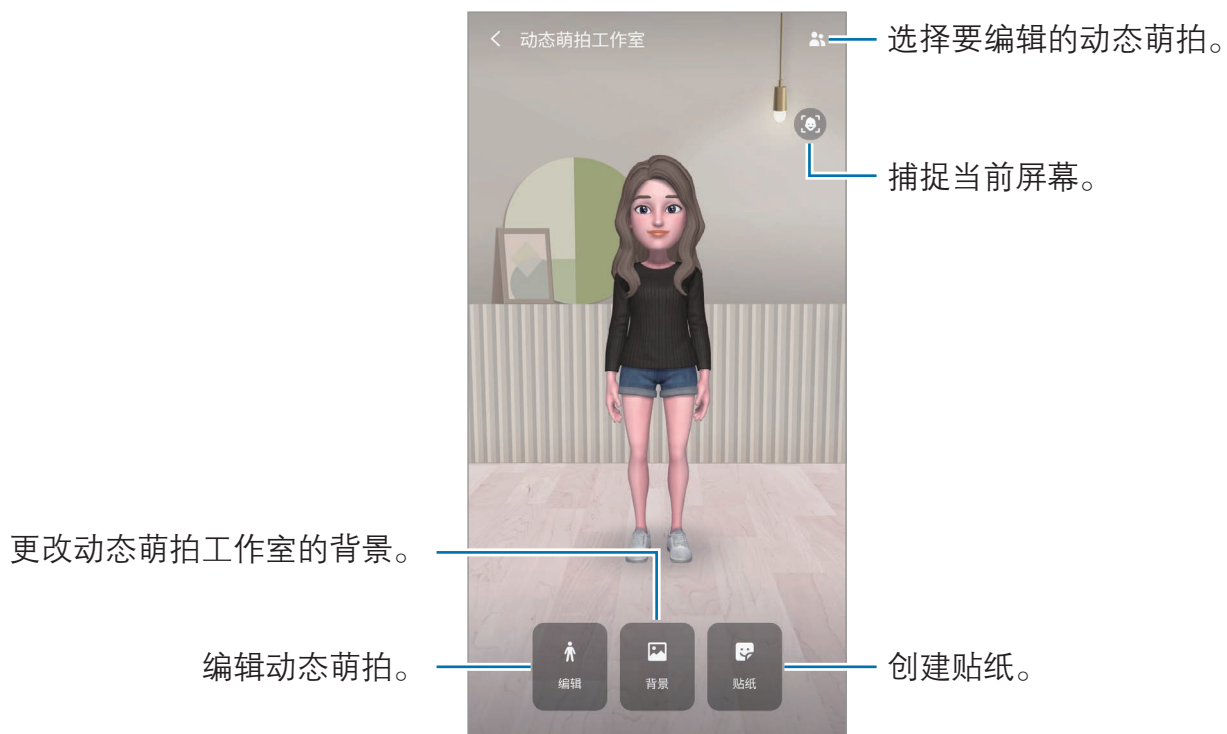 动态萌拍工作室
选择要编辑的动态萌拍。
捕捉当前屏幕。
更改动态萌拍工作室的背景。
编辑动态萌拍。
编辑
背景
贴纸
创建贴纸。